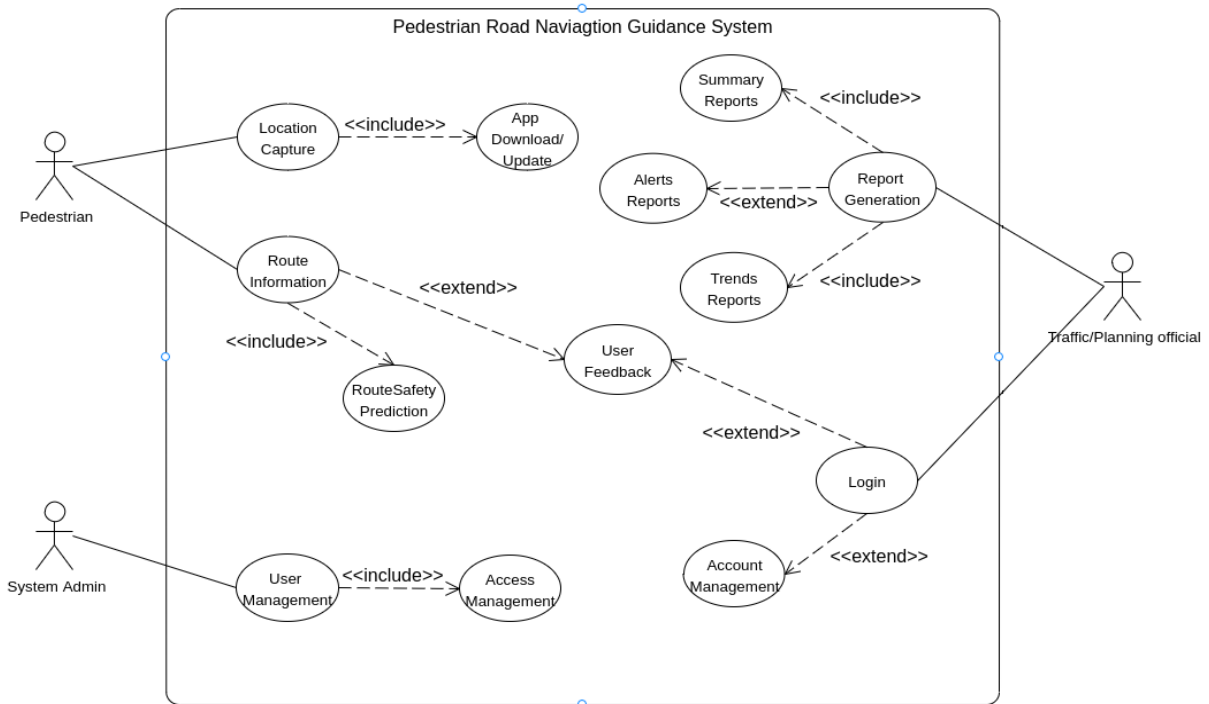 Pedestrian Road Naviagtion Guidance System
Summary
Reports
<<include>>
App
Download/
Update
<<include>>
Location
Capture
Pedestrian
Alerts
Reports
<<extend>>
Report
Generation
Route
Information
<<extend>>
Trends
Reports
<<include>>
Traffic/Planning official
<<include>>
User
Feedback
RouteSafety
Prediction
<<extend>>
Login
System Admin
User
Management
<<include>>
Access
Management
Account
Management
<<extend>>